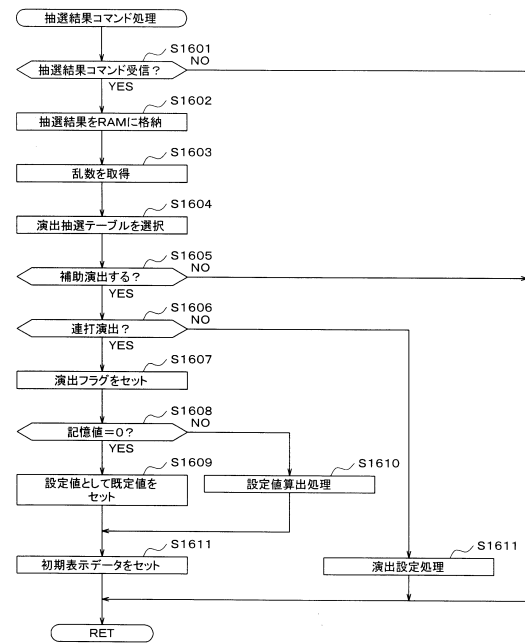 抽選結果コマンド処理
S1601
抽選結果コマンド受信?
NO
YES
S1602
抽選結果をRAMに格納
S1603
乱数を取得
S1604
演出抽選テーブルを選択
S1605
補助演出する?
NO
YES
S1606
連打演出?
NO
YES
S1607
演出フラグをセット
S1608
記憶値=0?
NO
YES
S1609
設定値として既定値を
セット
S1610
設定値算出処理
S1611
初期表示データをセット
S1611
演出設定処理
RET